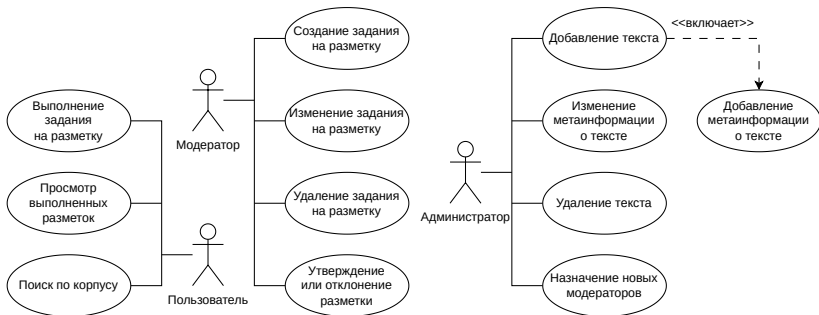 Выполнение
задания
на разметку
Просмотр
выполненных
разметок
Поиск по корпусу
Модератор
Пользователь
Создание задания
на разметку
Изменение задания
на разметку
Удаление задания
на разметку
Утверждение
или отклонение
разметки
Администратор
Добавление текста
Изменение
метаинформации
о тексте
Удаление текста
Назначение новых
модераторов
<<включает>>
Добавление
метаинформации
о тексте